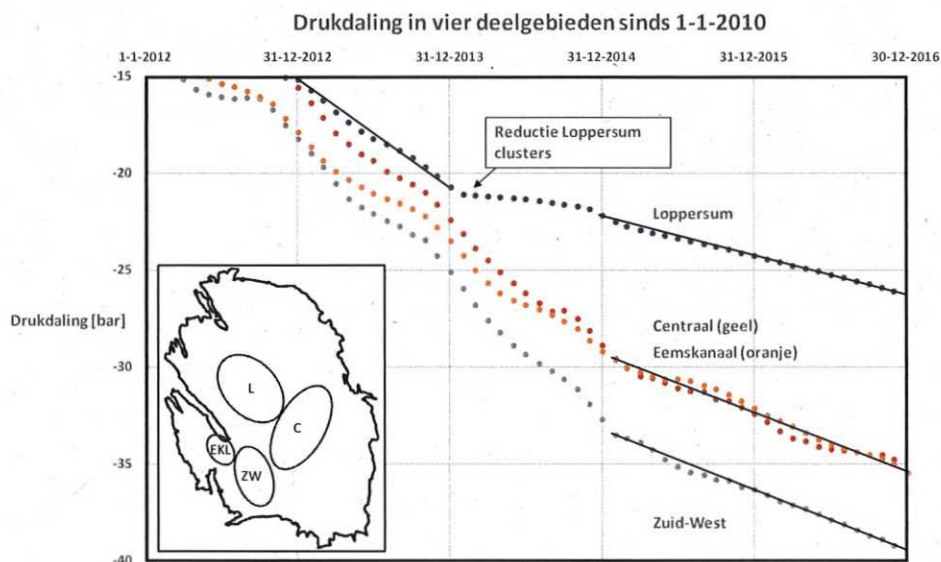 Drukdaling in vier deelgebieden sinds 1-1-2010
1-1-2012 31-12-2012 31-12-2013 31-12-2014 31-12-2015 30-12-2016
-15
Reductie Loppersum
clusters
-20
Loppersum
-25
Drukdaling [bar]
Centraal (geel)
Eemskanaal (oranje)
-30
L
C
EKL
ZW
-35
Zuid-West
-40